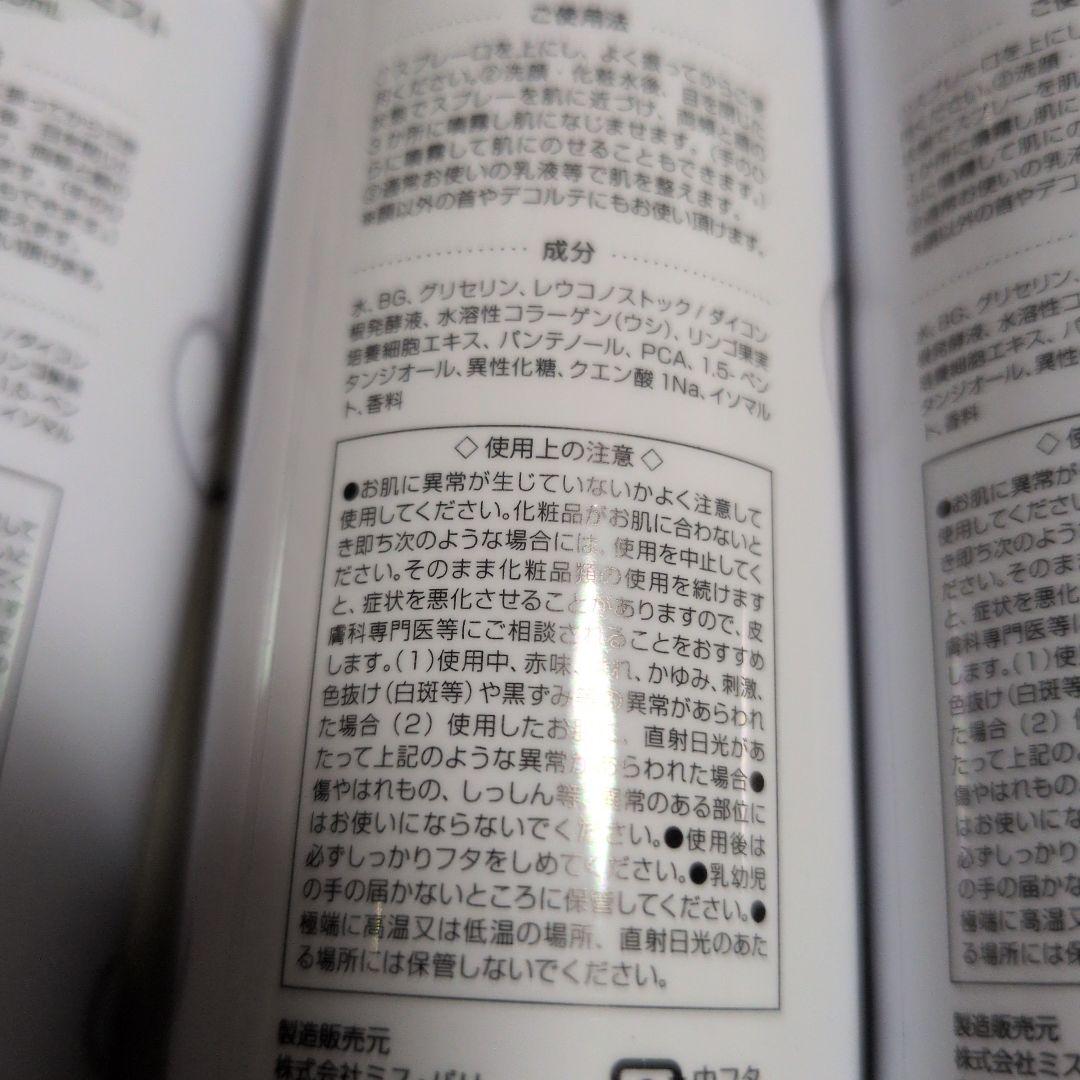 ご使用法
①スプレー口を上にし、よく振ってからご使
用ください。②洗顔・化粧水後、目を閉じた
状態でスプレーを肌に近づけ、両頬と額の
3か所に噴霧し肌になじませます。(手のひ
らに噴霧して肌にのせることもできます。)
③通常お使いの乳液等で肌を整えます。
※顔以外の首やデコルテにもお使い頂けます。
成分
水、BG、グリセリン、レウコノストック/ダイコン
根発酵液、水溶性コラーゲン(ウシ)、リンゴ果実
培養細胞エキス、パンテノール、PCA、1,5-ペン
タンジオール、異性化糖、クエン酸1Na、イソマル
ト、香料
◇使用上の注意◇
●お肌に異常が生じていないかよく注意して
使用してください。化粧品がお肌に合わないと
き即ち次のような場合には、使用を中止してく
ださい。そのまま化粧品類の使用を続けます
と、症状を悪化させることがありますので、皮
膚科専門医等にご相談されることをおすすめ
します。(1)使用中、赤味、はれ、かゆみ、刺激、
色抜け(白斑等)や黒ずみ等の異常があらわれ
た場合(2)使用したお肌に、直射日光があ
たって上記のような異常があらわれた場合●
傷やはれもの、しっしん等、異常のある部位に
はお使いにならないでください。●使用後は
必ずしっかりフタをしめてください。●乳幼児
の手の届かないところに保管してください。●
極端に高温又は低温の場所、直射日光のあた
る場所には保管しないでください。
製造販売元
株式会社ミス・パリ
中フタ